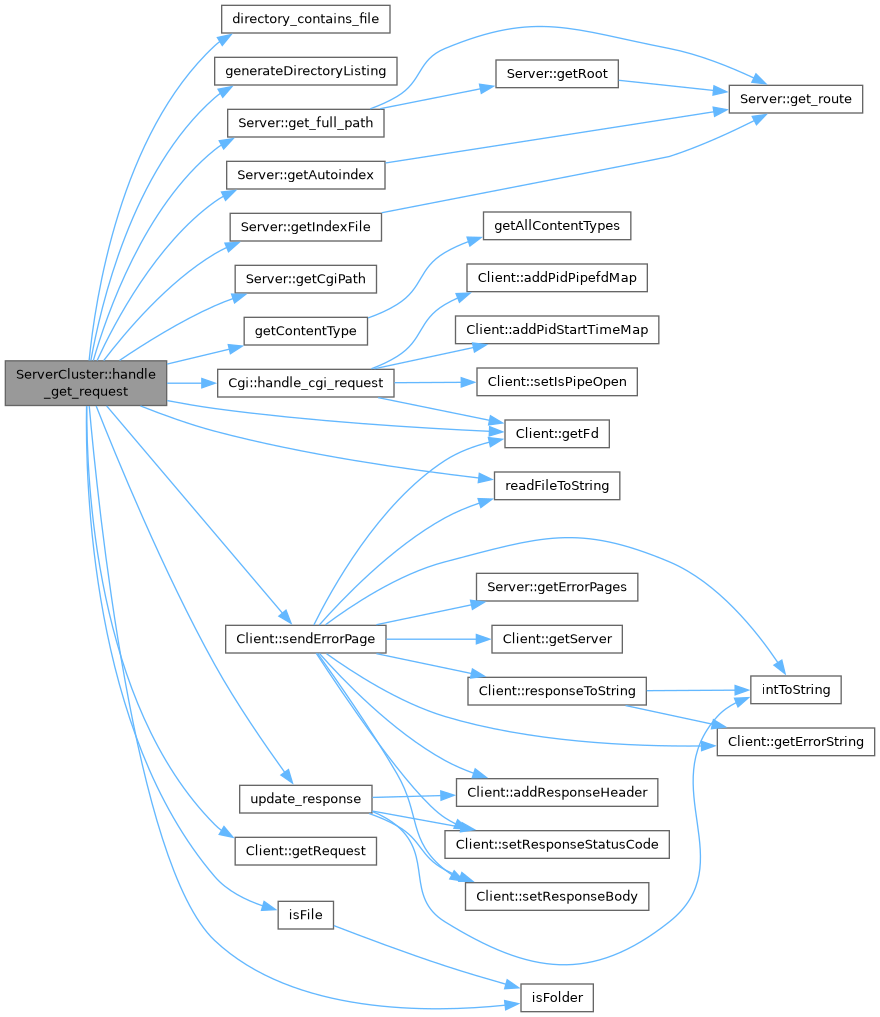 ServerCluster::handle
_get_request
directory_contains_file
generateDirectoryListing
Server::get_full_path
Server::getAutoindex
Server::getIndexFile
Server::getCgiPath
getContentType
Cgi::handle_cgi_request
Client::sendErrorPage
update_response
Client::getRequest
isFile
Server::getRoot
getAllContentTypes
Client::addPidPipefdMap
Client::addPidStartTimeMap
Client::setIsPipeOpen
Client::getFd
readFileToString
Server::getErrorPages
Client::getServer
Client::responseToString
Client::addResponseHeader
Client::setResponseStatusCode
Client::setResponseBody
isFolder
Server::get_route
intToString
Client::getErrorString